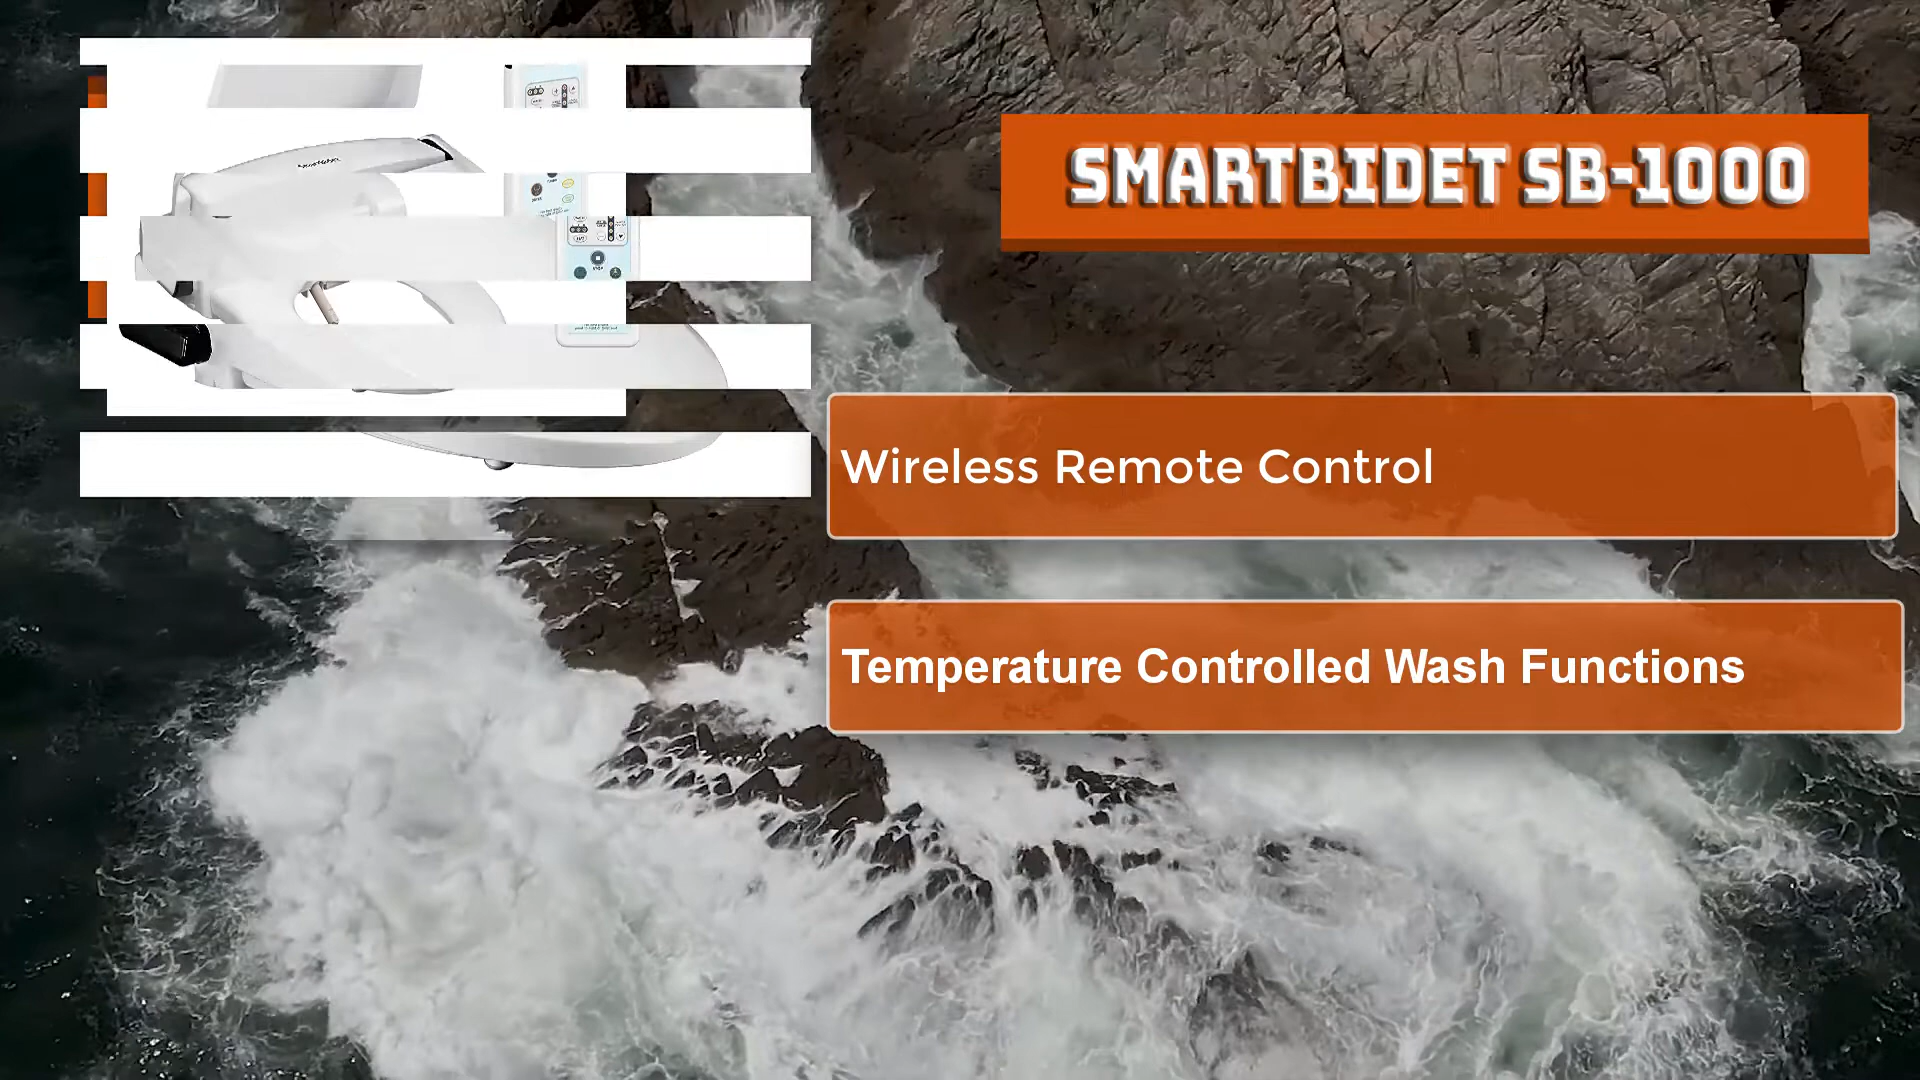 SMARTBIDET SB-1000
Wireless Remote Control
Temperature Controlled Wash Functions